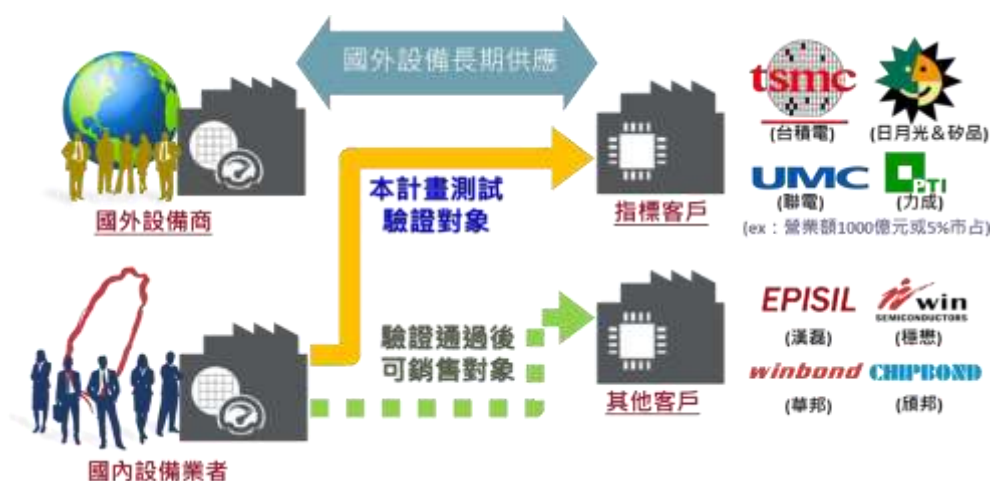 國外設備長期供應
tsmc
(台積電)
(日月光＆矽品)
本計畫測試
驗證對象
UMC
(聯電)
PTI
(力成)
國外設備商
指標客戶
(ex：營業額1000億元或5%市占)
EPISIL
(漢磊)
win
SEMICONDUCTORS
(穩懋)
驗證通過後
可銷售對象
winbond
(華邦)
CHIPBOND
(頎邦)
其他客戶
國內設備業者